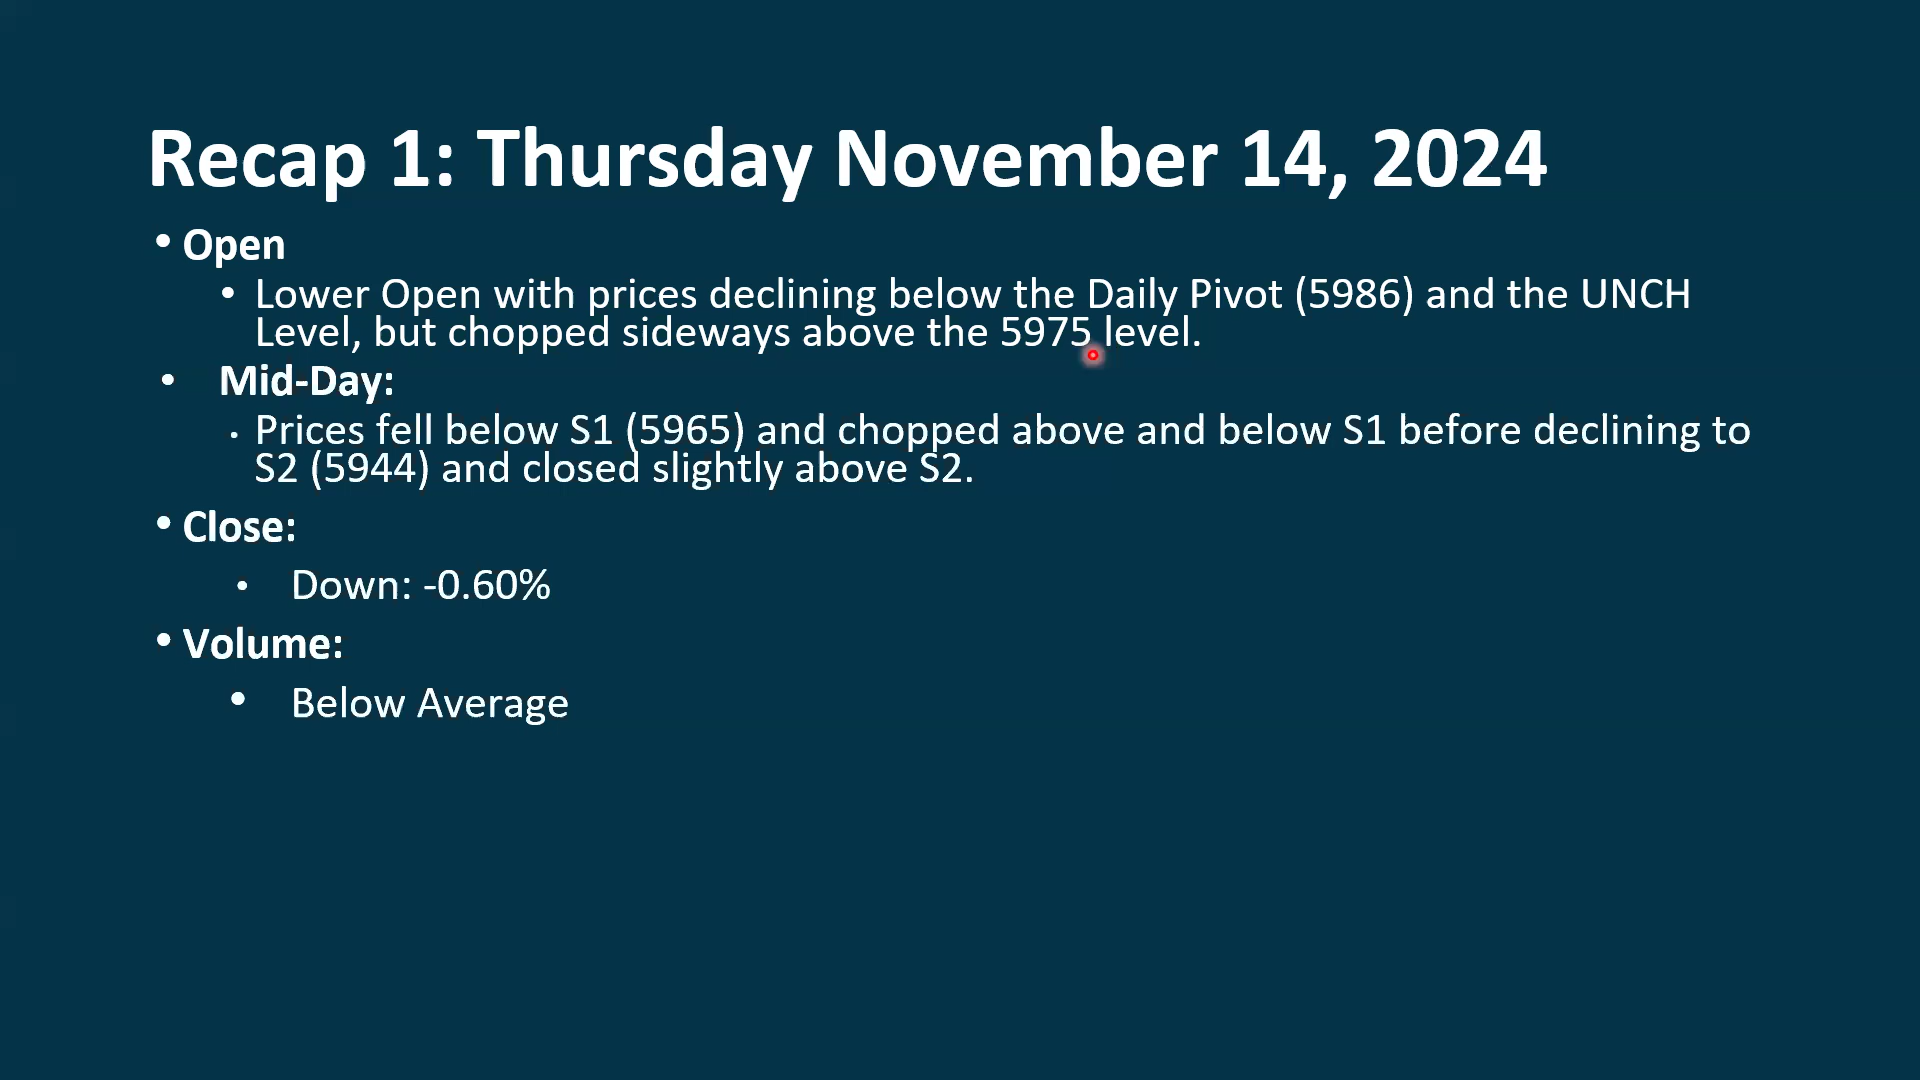 Recap 1: Thursday November 14, 2024
• Open
• Lower Open with prices declining below the Daily Pivot (5986) and the UNCH
Level, but chopped sideways above the 5975 level.
• Mid-Day:
• Prices fell below S1 (5965) and chopped above and below S1 before declining to
S2 (5944) and closed slightly above S2.
• Close:
• Down: -0.60%
• Volume:
• Below Average